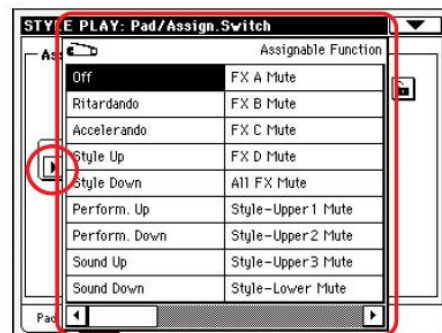 STYLE PLAY: Pad/Assign.Switch
As
Assignable Function
Off FX A Mute
Ritardando FX B Mute
Accelerando FX C Mute
Style Up FX D Mute
Style Down All FX Mute
Perform. Up Style-Upper1 Mute
Perform. Down Style-Upper2 Mute
Sound Up Style-Upper3 Mute
Sound Down Style-Lower Mute
Pad